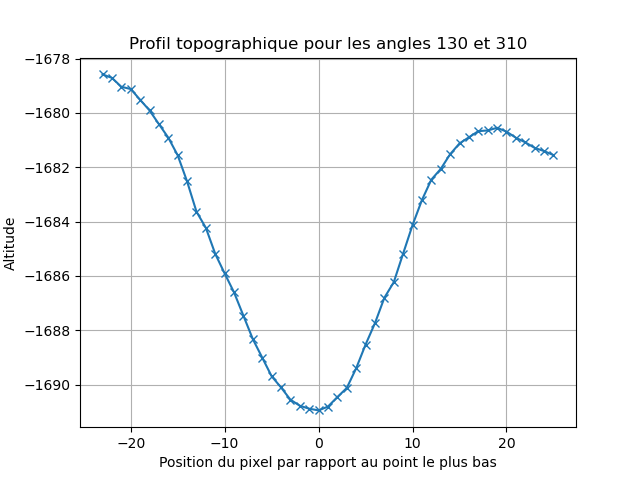 Profil topographique pour les angles 130 et 310
−1678
−1680
−1682
−1684
−1686
−1688
−1690
Altitude
−20 −10 0 10 20
Position du pixel par rapport au point le plus bas